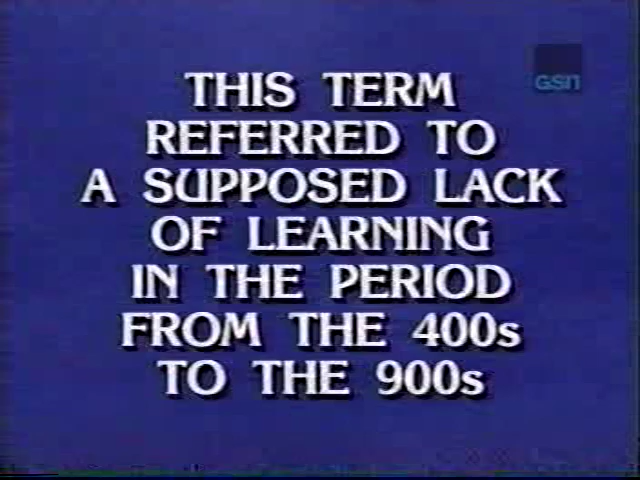 GSN
THIS TERM
REFERRED TO
A SUPPOSED LACK
OF LEARNING
IN THE PERIOD
FROM THE 400s
TO THE 900s